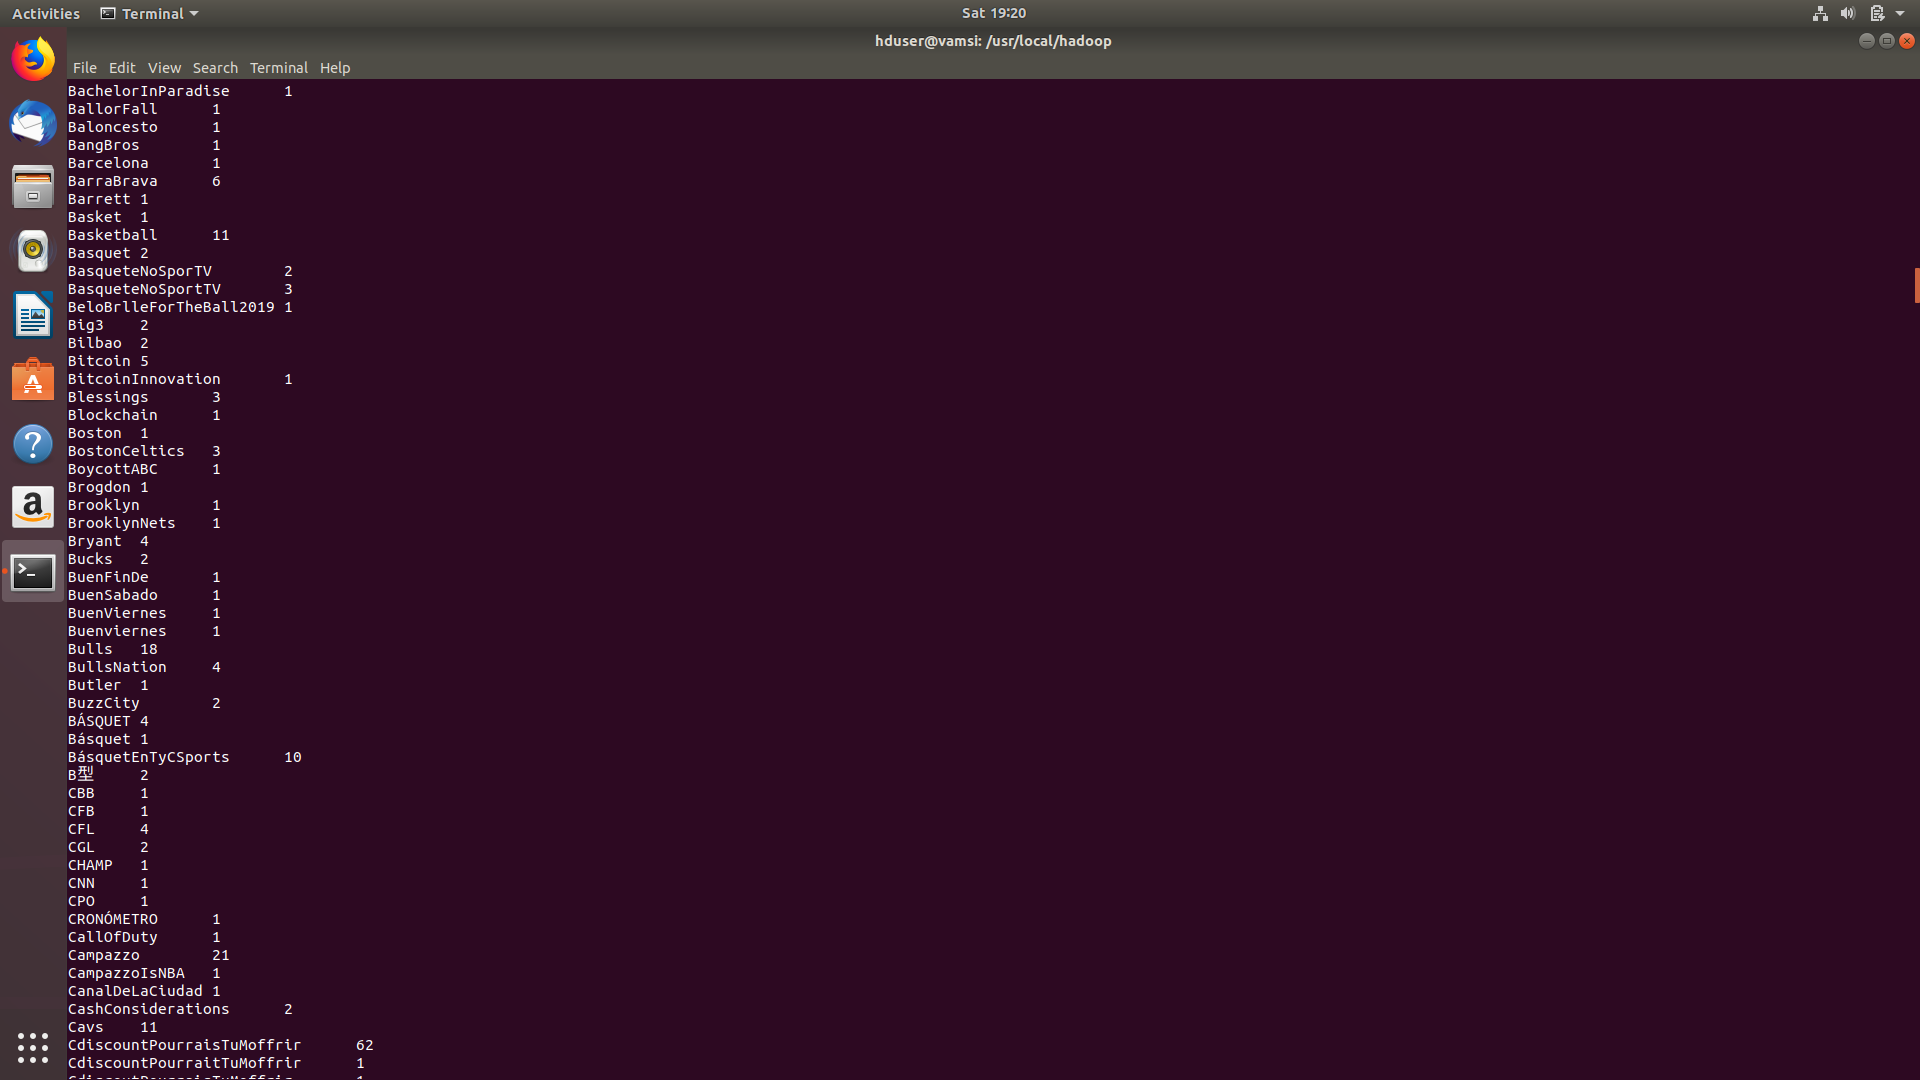 Activities Terminal Sat 19:20
hduser@vamsi: /usr/local/hadoop
File Edit View Search Terminal Help
BachelorInParadise 1
BallorFall 1
Baloncesto 1
BangBros 1
Barcelona 1
BarraBrava 6
Barrett 1
Basket 1
Basketball 11
Basquet 2
BasqueteNoSporTV 2
BasqueteNoSportTV 3
BeloBrlleForTheBall2019 1
Big3 2
Bilbao 2
Bitcoin 5
BitcoinInnovation 1
Blessings 3
Blockchain 1
Boston 1
BostonCeltics 3
BoycottABC 1
Brogdon 1
Brooklyn 1
BrooklynNets 1
Bryant 4
Bucks 2
BuenFinDe 1
BuenSabado 1
BuenViernes 1
Buenviernes 1
Bulls 18
BullsNation 4
Butler 1
BuzzCity 2
BÁSQUET 4
Básquet 1
BásquetEnTyCSports 10
B型 2
CBB 1
CFB 1
CFL 4
CGL 2
CHAMP 1
CNN 1
CPO 1
CRONÓMETRO 1
CallOfDuty 1
Campazzo 21
CampazzoIsNBA 1
CanalDeLaCiudad 1
CashConsiderations 2
Cavs 11
CdiscountPourraisTuMoffrir 62
CdiscountPourraitTuMoffrir 1